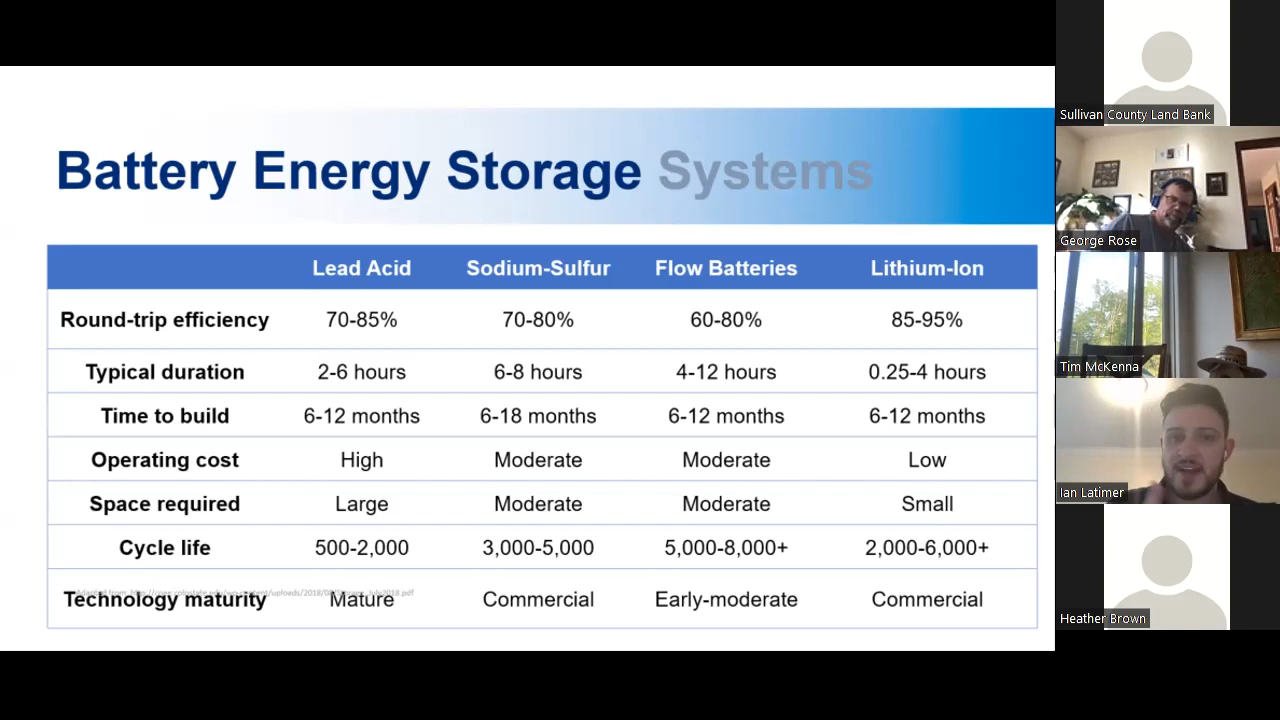 Battery Energy Storage Systems
Lead Acid Sodium-Sulfur Flow Batteries Lithium-Ion
Round-trip efficiency 70-85% 70-80% 60-80% 85-95%
Typical duration 2-6 hours 6-8 hours 4-12 hours 0.25-4 hours
Time to build 6-12 months 6-18 months 6-12 months 6-12 months
Operating cost High Moderate Moderate Low
Space required Large Moderate Moderate Small
Cycle life 500-2,000 3,000-5,000 5,000-8,000+ 2,000-6,000+
Adapted from
Technology maturity Mature Commercial Early-moderate Commercial
Sullivan County Land Bank
George Rose
Tim McKenna
Ian Latimer
Heather Brown